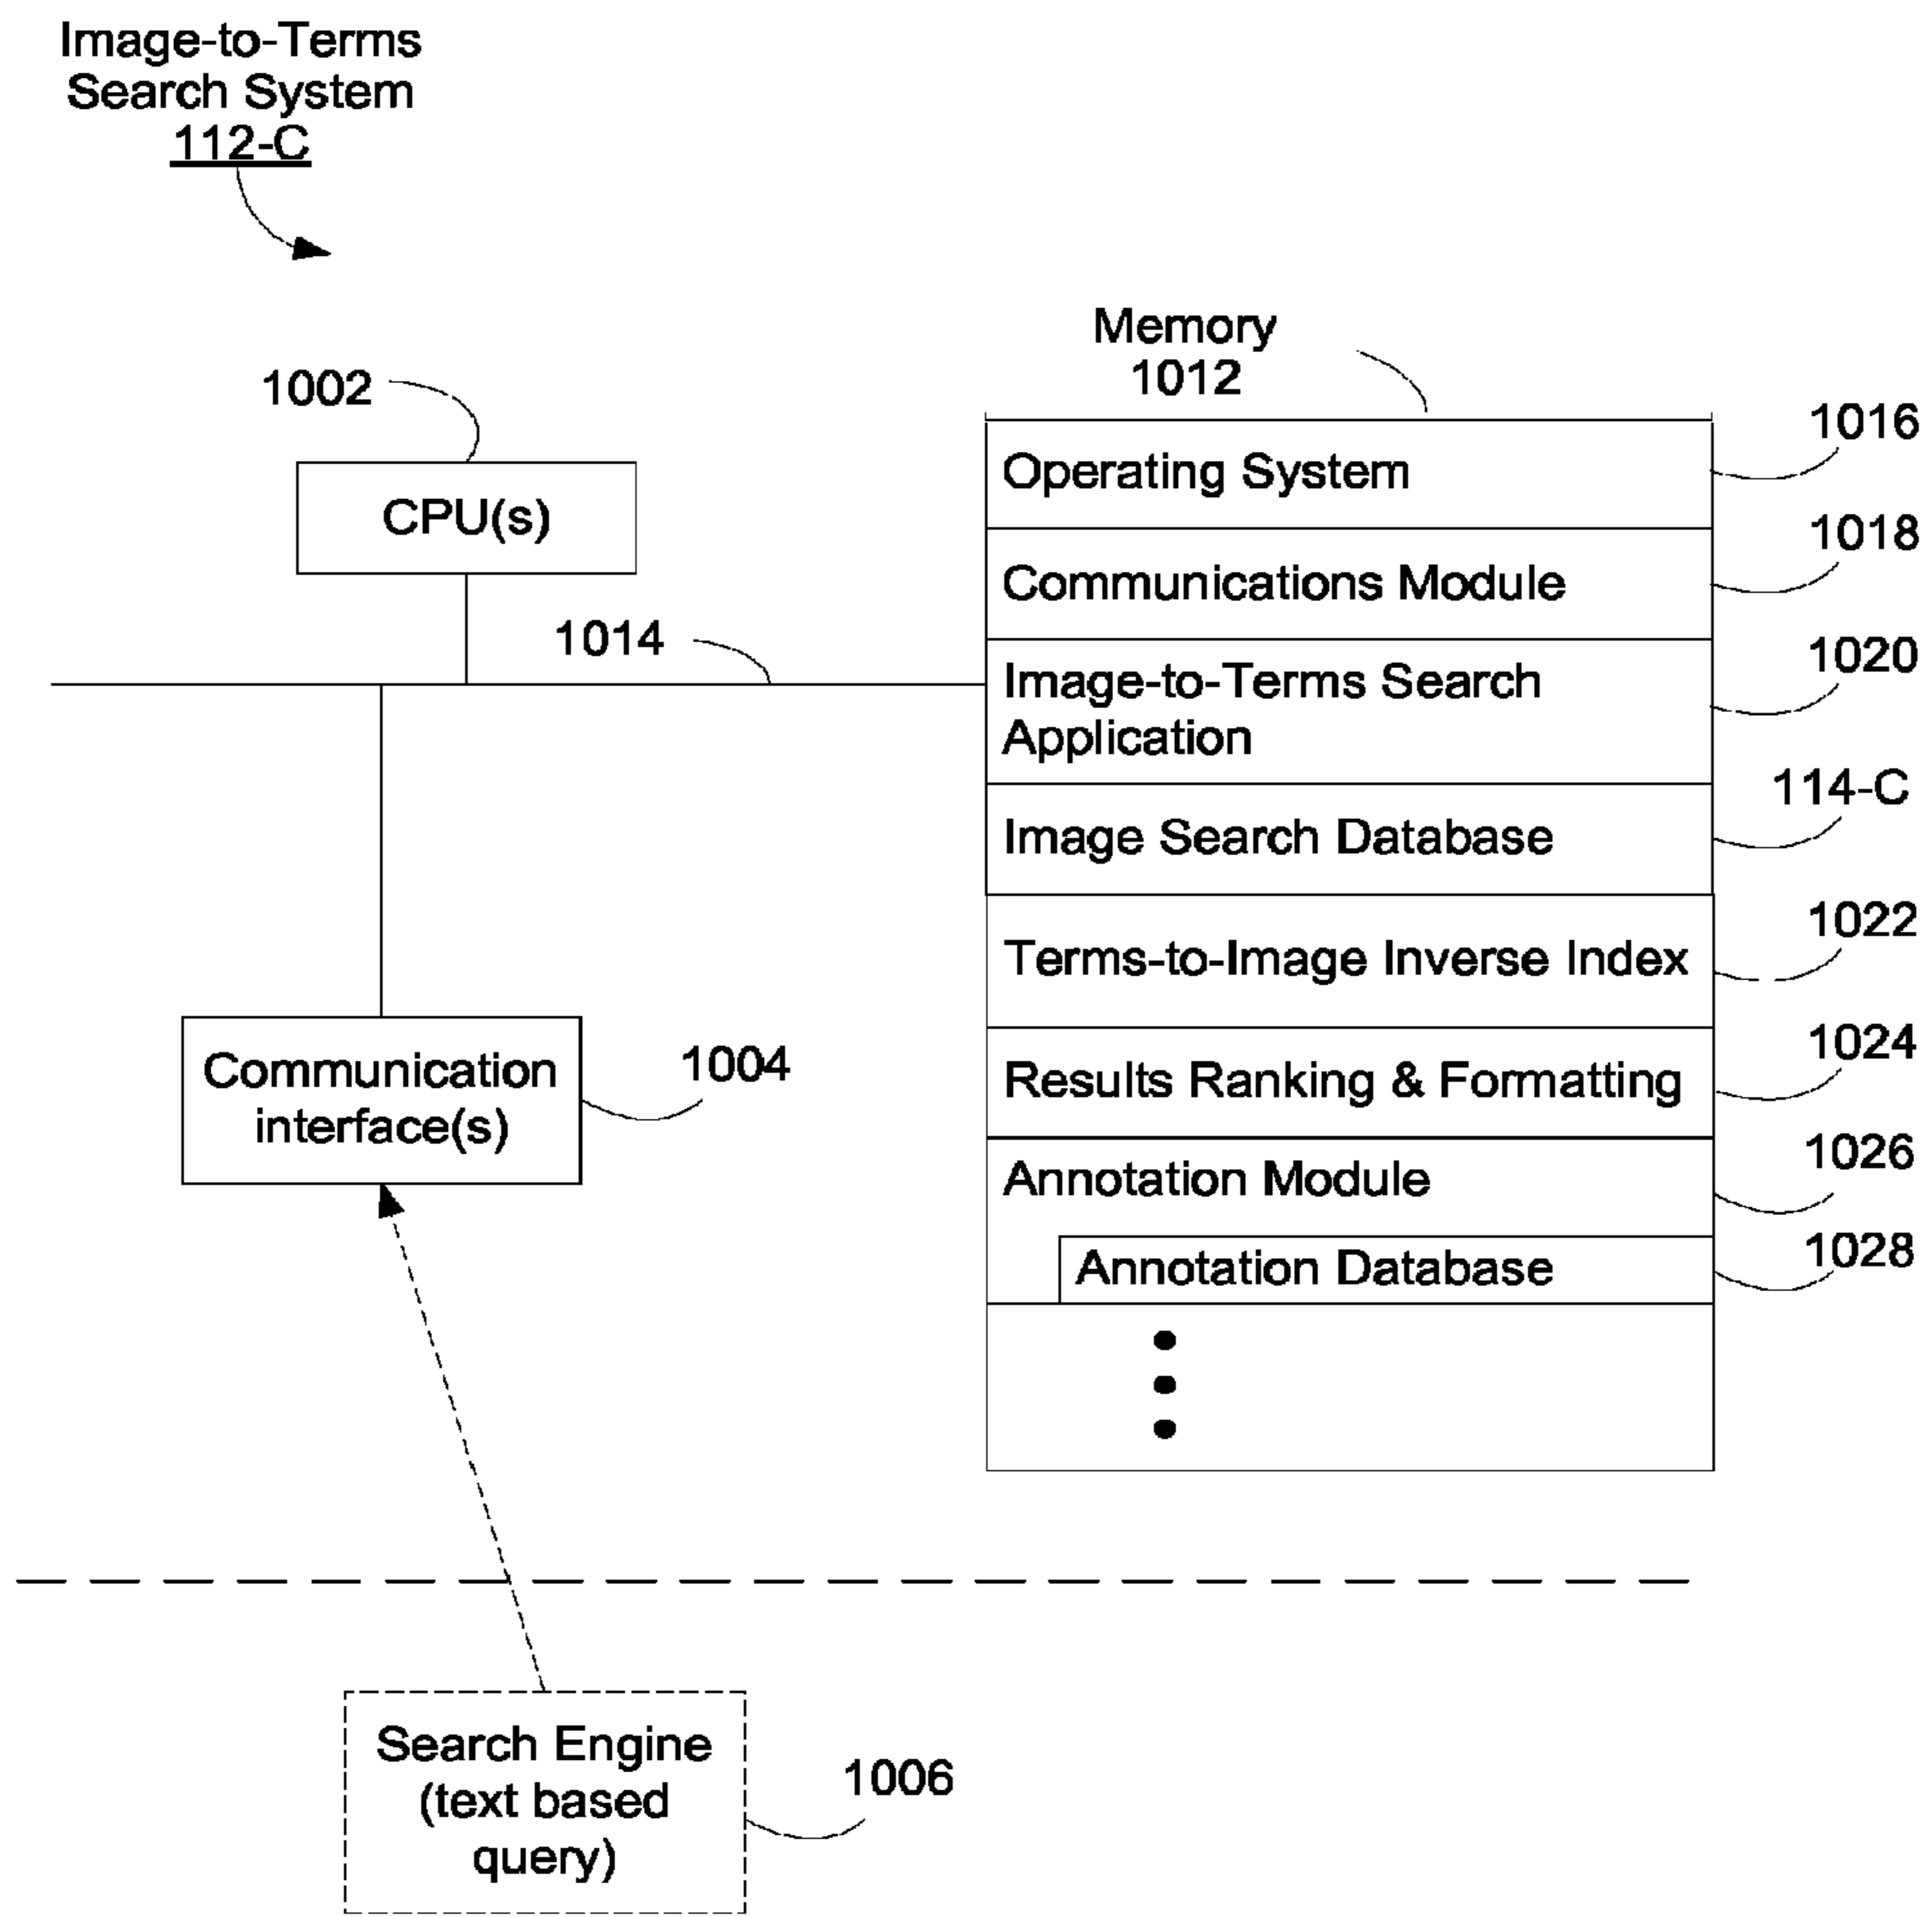 Image-to-Terms
Search System
112-C
Memory
1012
1002
CPU(s)
1014
Operating System
1016
Communications Module
1018
Image-to-Terms Search
Application
1020
Image Search Database
114-C
Terms-to-Image Inverse Index
1022
Results Ranking & Formatting
1024
Annotation Module
1026
Annotation Database
1028
Communication
interface(s)
1004
Search Engine
(text based
query)
1006